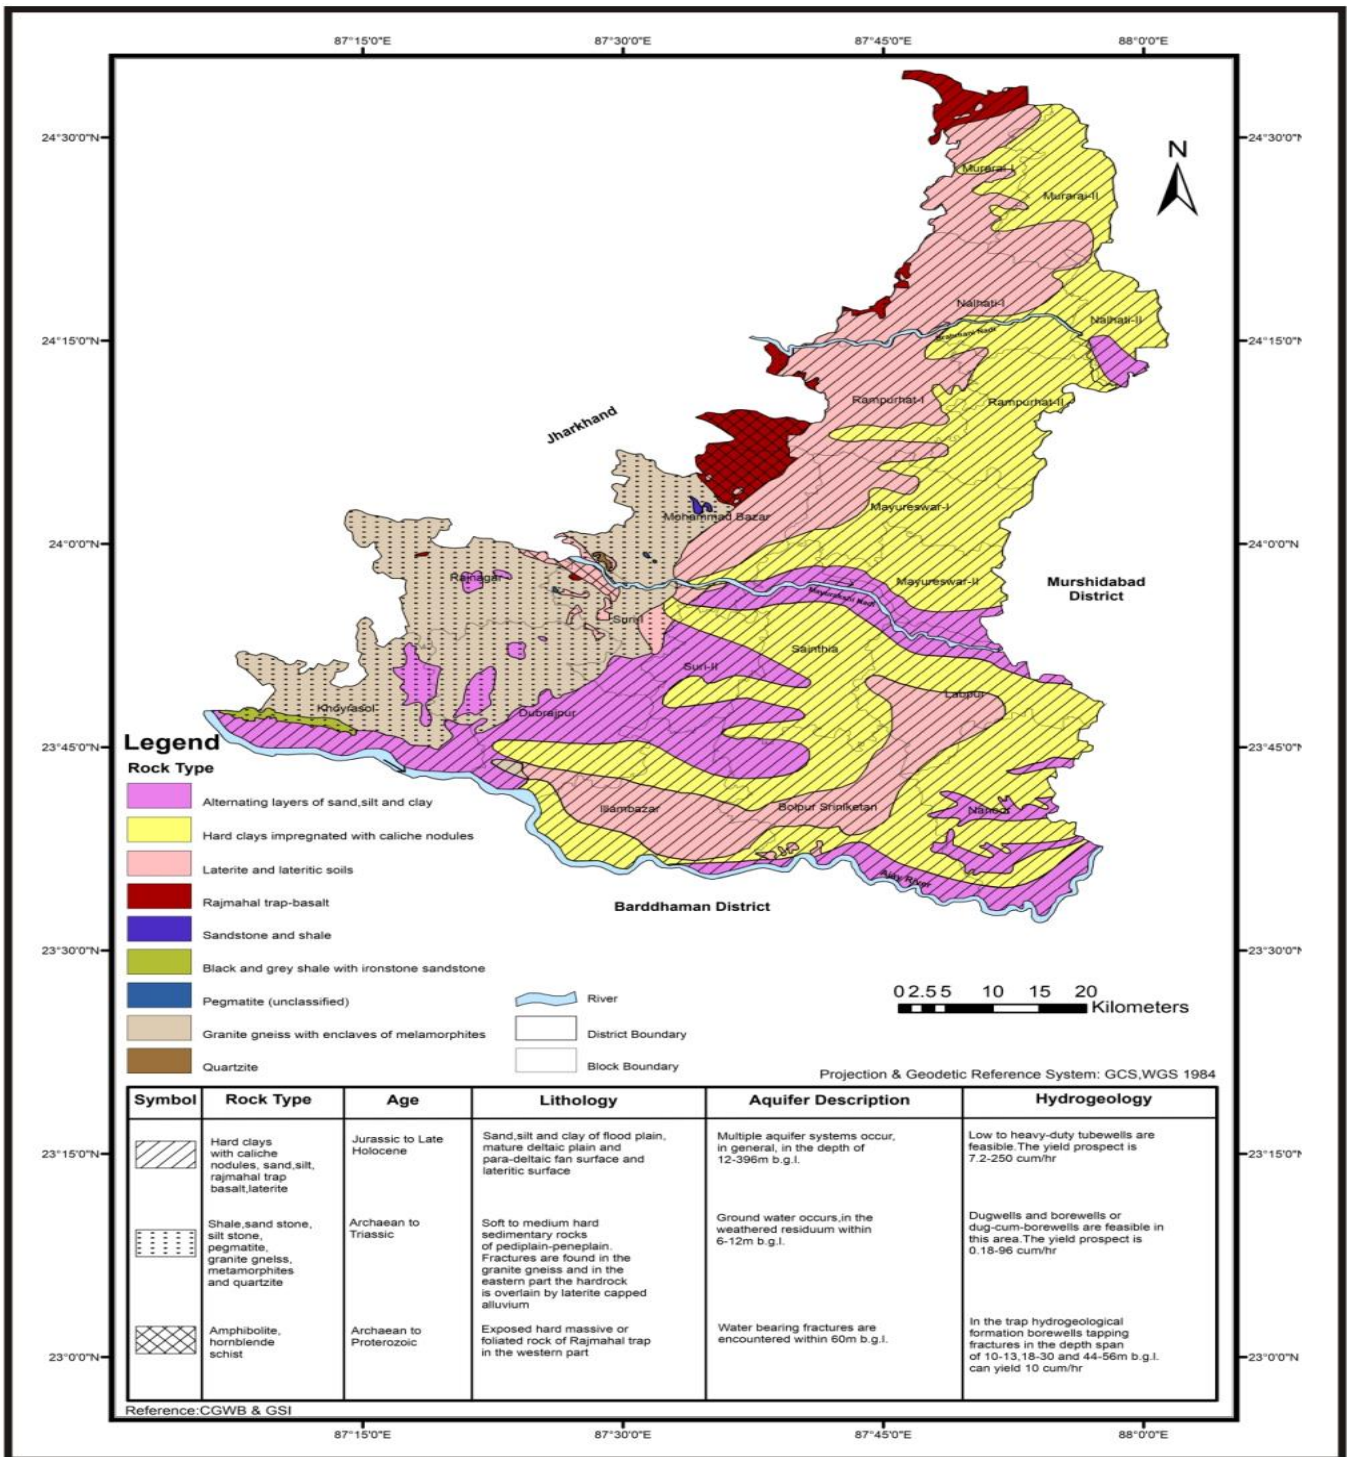 87°15'0"E
87°30'0"E
87°45'0"E
88°0'0"E
24°30'0"N
24°30'0"N
N
Murarai-I
Murarai-II
Nalhati-I
Nalhati-II
Brahmani Nadi
24°15'0"N
24°15'0"N
Rampurhat-I
Rampurhat-II
Jharkhand
Mayureswar-I
Mohammad Bazar
24°0'0"N
24°0'0"N
Rajnagar
Mayureswar-II
Murshidabad
District
Mayurakshi Nadi
Suri-I
Sainthia
Suri-II
Labpur
Khoyrasol
Dubrajpur
23°45'0"N
23°45'0"N
Illambazar
Bolpur Sriniketan
Nanoor
Ajay River
Barddhaman District
Legend
Rock Type
Alternating layers of sand,silt and clay
Hard clays impregnated with caliche nodules
Laterite and lateritic soils
Rajmahal trap-basalt
Sandstone and shale
Black and grey shale with ironstone sandstone
Pegmatite (unclassified)
Granite gneiss with enclaves of melamorphites
Quartzite
River
District Boundary
Block Boundary
23°30'0"N
23°30'0"N
0 2.5 5 10 15 20
Kilometers
Projection & Geodetic Reference System: GCS,WGS 1984
Symbol Rock Type Age Lithology Aquifer Description Hydrogeology
Hard clays
with caliche
nodules, sand,silt,
rajmahal trap
basalt,laterite
Jurassic to Late
Holocene
Sand,silt and clay of flood plain,
mature deltaic plain and
para-deltaic fan surface and
lateritic surface
Multiple aquifer systems occur,
in general, in the depth of
12-396m b.g.l.
Low to heavy-duty tubewells are
feasible.The yield prospect is
7.2-250 cum/hr
Shale,sand stone,
silt stone,
pegmatite,
granite gneiss,
metamorphites
and quartzite
Archaean to
Triassic
Soft to medium hard
sedimentary rocks
of pediplain-peneplain.
Fractures are found in the
granite gneiss and in the
eastern part the hardrock
is overlain by laterite capped
alluvium
Ground water occurs,in the
weathered residuum within
6-12m b.g.l.
Dugwells and borewells or
dug-cum-borewells are feasible in
this area.The yield prospect is
0.18-96 cum/hr
Amphibolite,
hornblende
schist
Archaean to
Proterozoic
Exposed hard massive or
foliated rock of Rajmahal trap
in the western part
Water bearing fractures are
encountered within 60m b.g.l.
In the trap hydrogeological
formation borewells tapping
fractures in the depth span
of 10-13,18-30 and 44-56m b.g.l.
can yield 10 cum/hr
23°15'0"N
23°15'0"N
23°0'0"N
23°0'0"N
Reference:CGWB & GSI
87°15'0"E
87°30'0"E
87°45'0"E
88°0'0"E